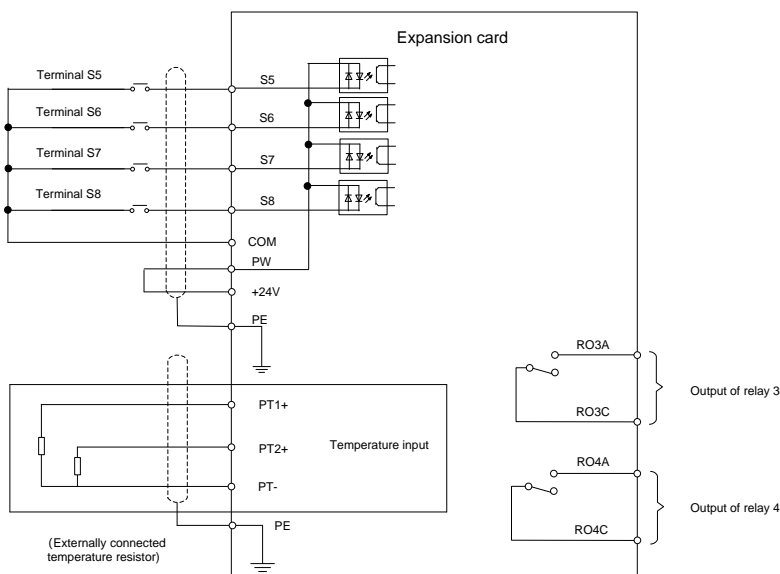 Expansion card
Terminal S5
S5
Terminal S6
S6
Terminal S7
S7
Terminal S8
S8
COM
PW
+24V
PE
RO3A
Output of relay 3
RO3C
PT1+
PT2+
Temperature input
PT-
RO4A
Output of relay 4
RO4C
PE
(Externally connected
temperature resistor)